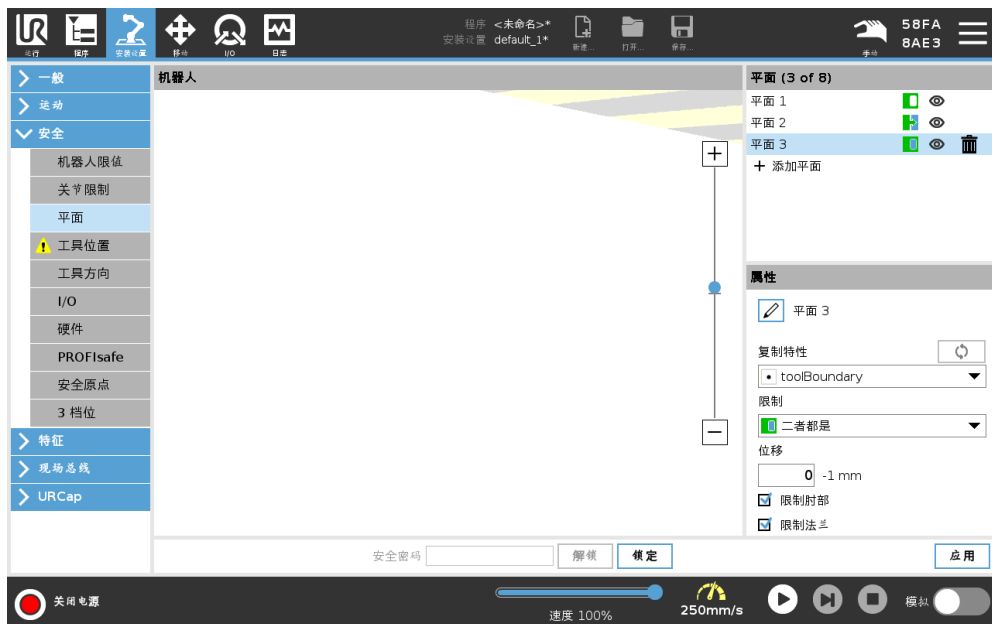 程序 <未命名>*
安装设置 default_1*
运行
程序
安装设置
移动
I/O
日志
新建...
打开...
保存...
手动
58FA
8AE3
一般
运动
安全
机器人限值
关节限制
平面
工具位置
工具方向
I/O
硬件
PROFIsafe
安全原点
3 档位
特征
现场总线
URCap
机器人
平面 (3 of 8)
平面 1
平面 2
平面 3
添加平面
属性
平面 3
复制特性
toolBoundary
限制
二者都是
位移
0 -1 mm
限制肘部
限制法兰
安全密码
解锁
锁定
应用
关闭电源
速度 100%
250mm/s
模拟